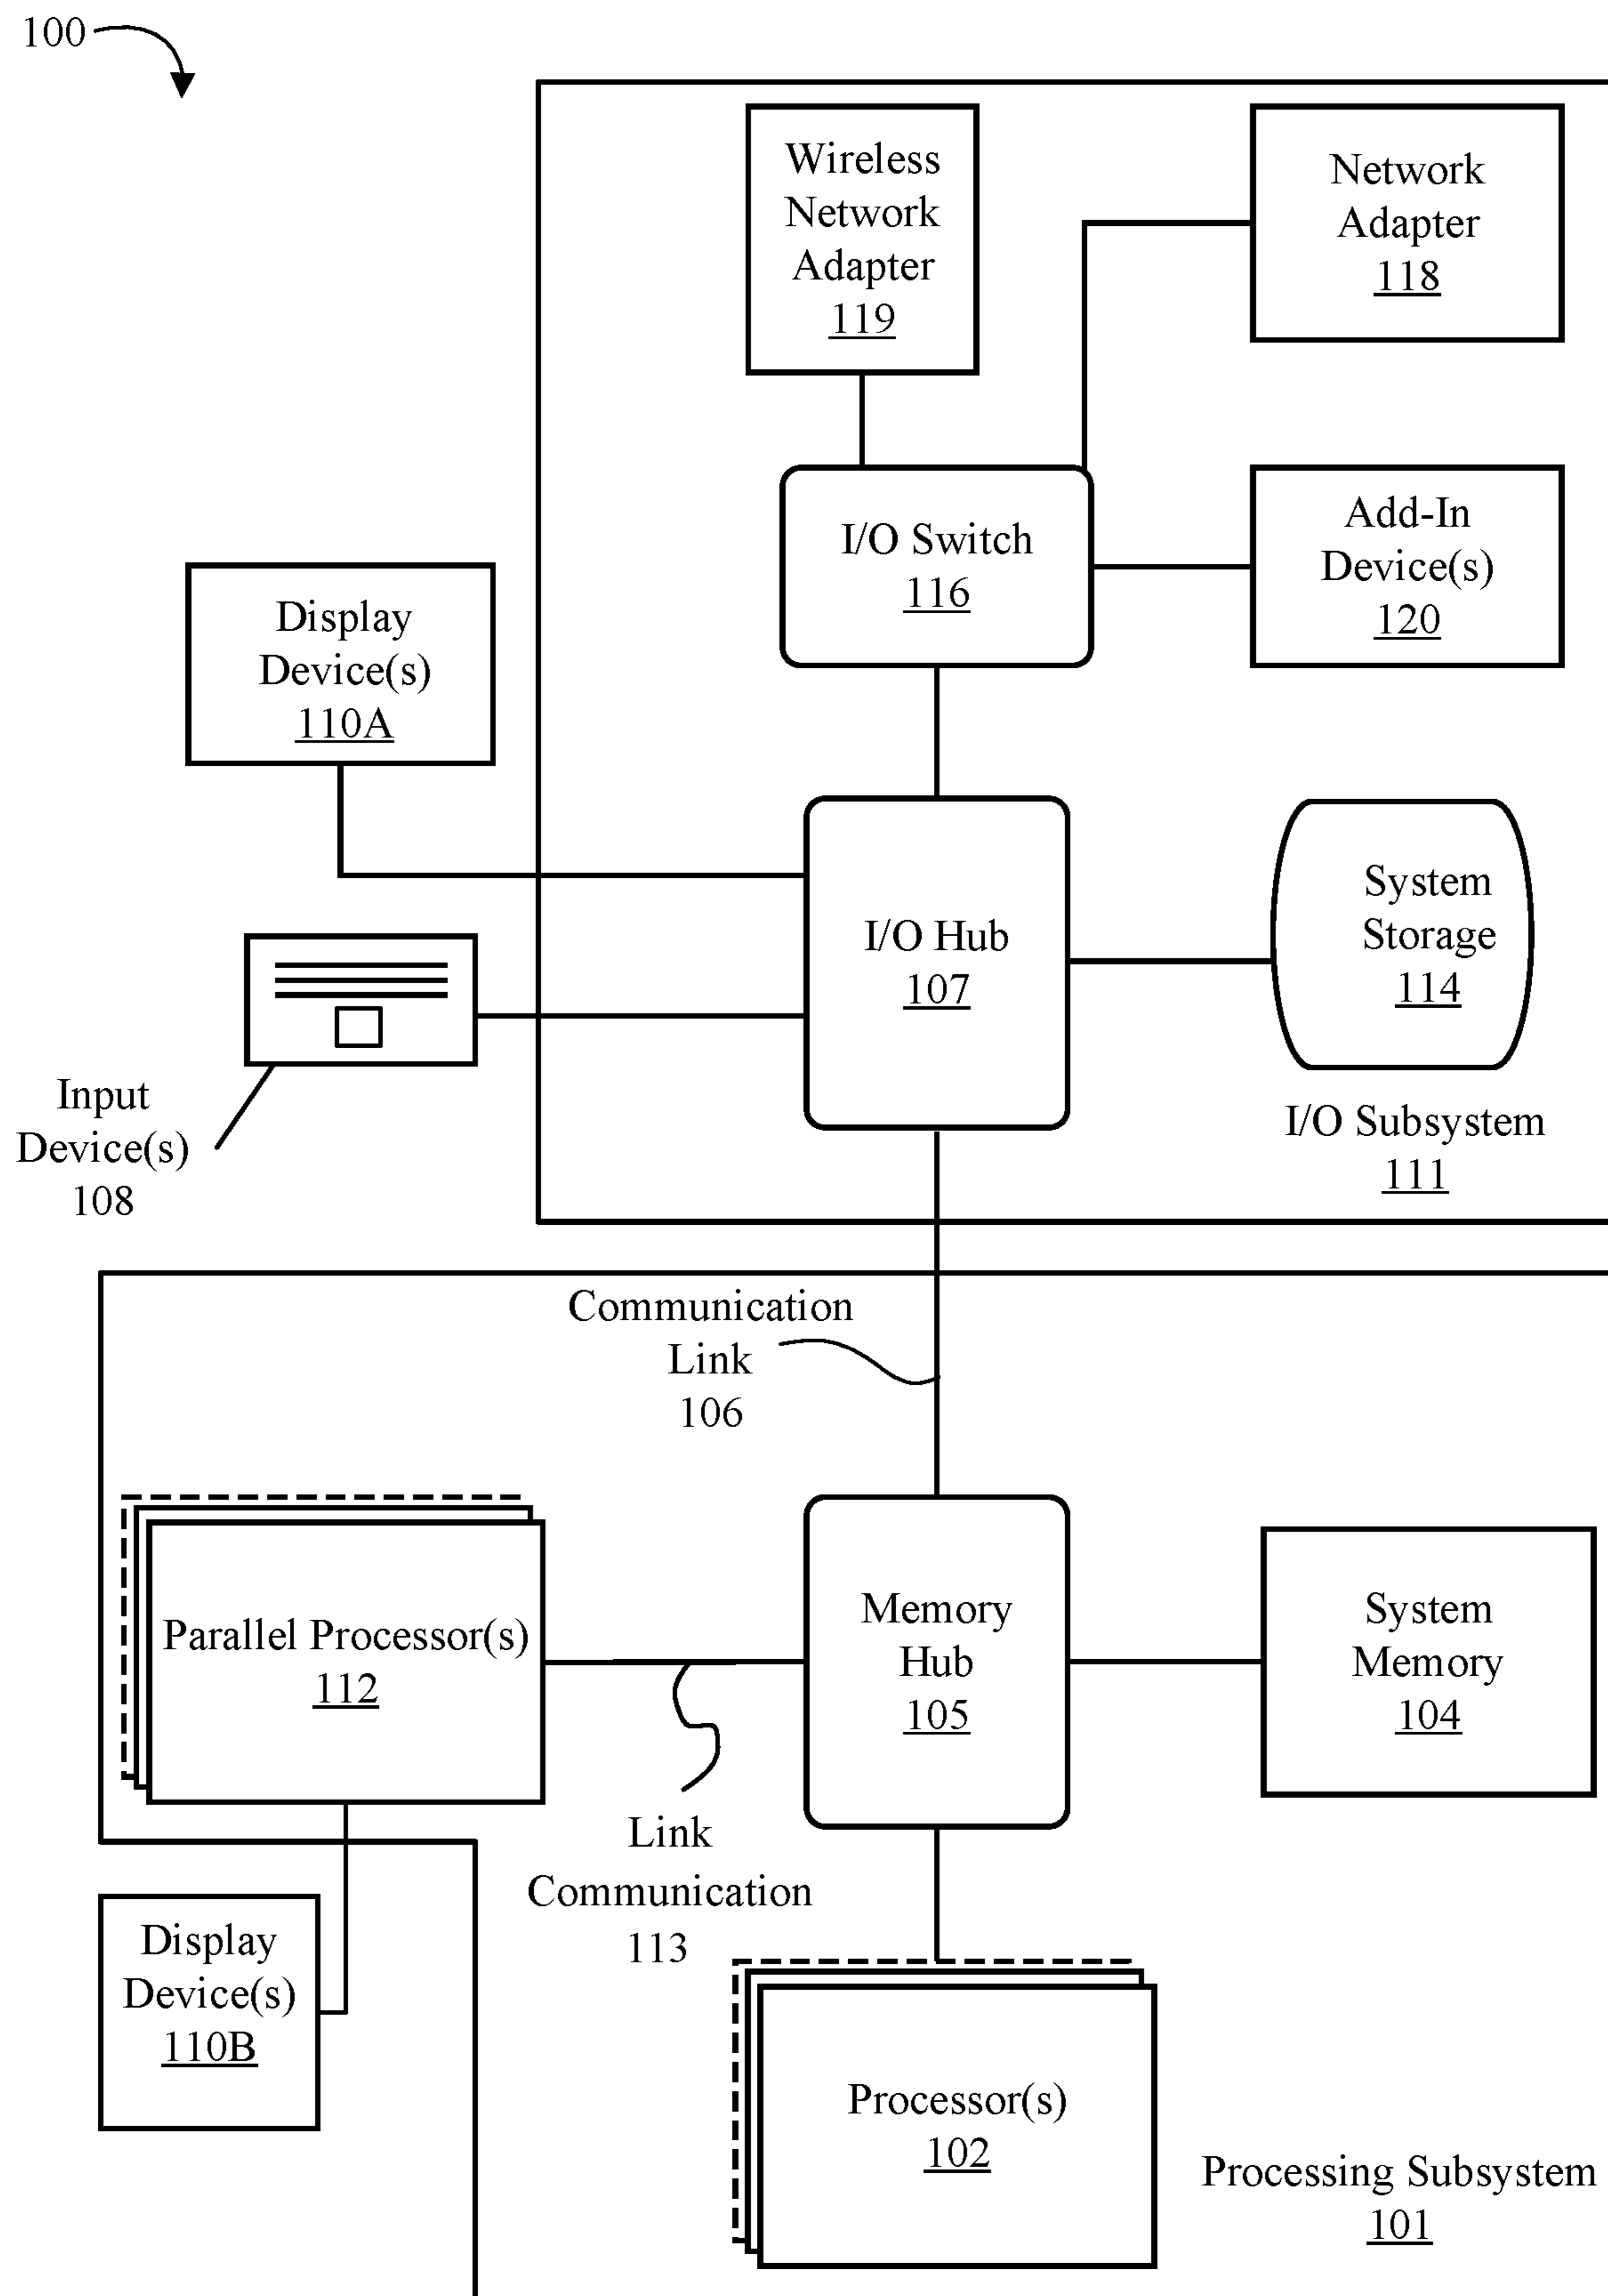 100
Wireless
Network
Adapter
119
Network
Adapter
118
I/O Switch
116
Add-In
Device(s)
120
Display
Device(s)
110A
I/O Hub
107
System
Storage
114
Input
Device(s)
108
I/O Subsystem
111
Communication
Link
106
Parallel Processor(s)
112
Memory
Hub
105
System
Memory
104
Link
Communication
113
Display
Device(s)
110B
Processor(s)
102
Processing Subsystem
101